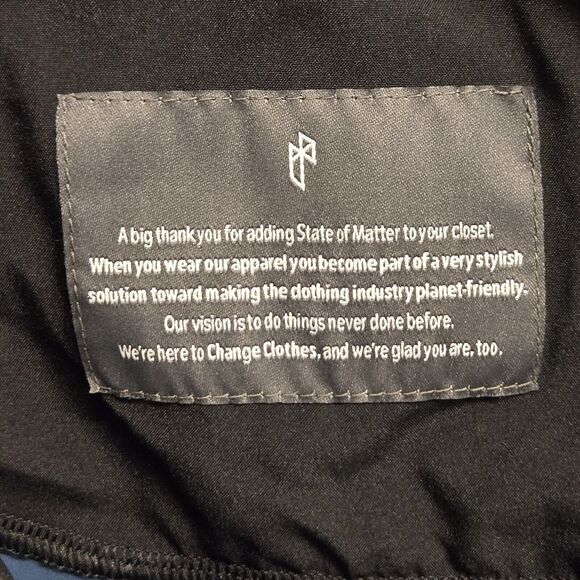 A big thank you for adding State of Matter to your closet.
When you wear our apparel you become part of a very stylish
solution toward making the clothing industry planet-friendly.
Our vision is to do things never done before.
We're here to Change Clothes, and we're glad you are, too.